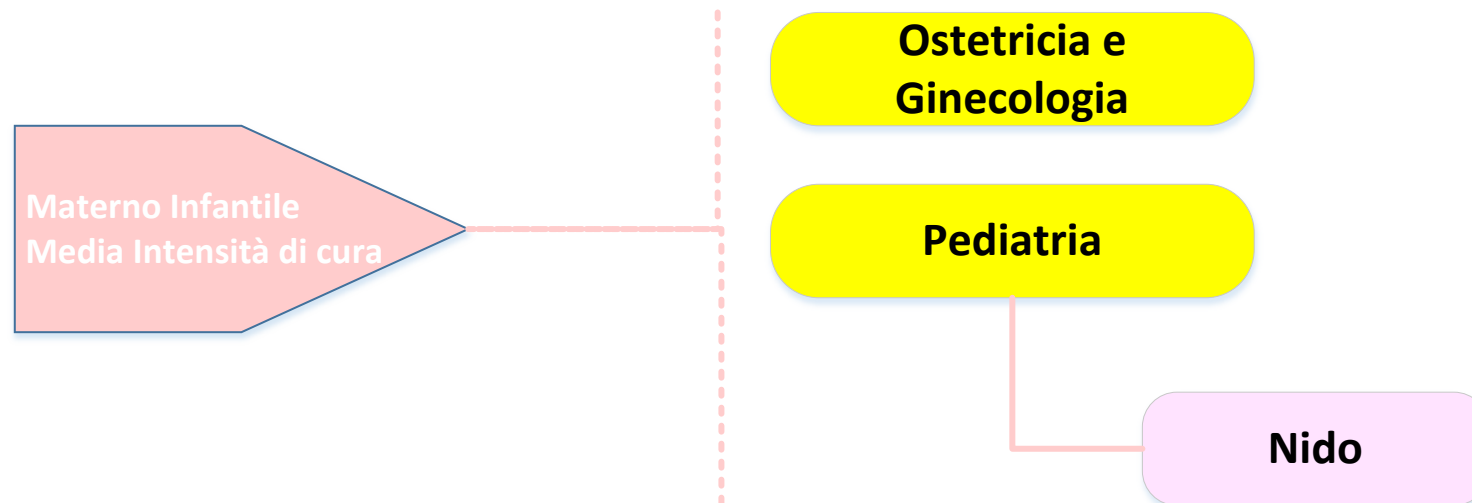 Ostetricia e
Ginecologia
Materno Infantile
Media Intensità di cura
Pediatria
Nido